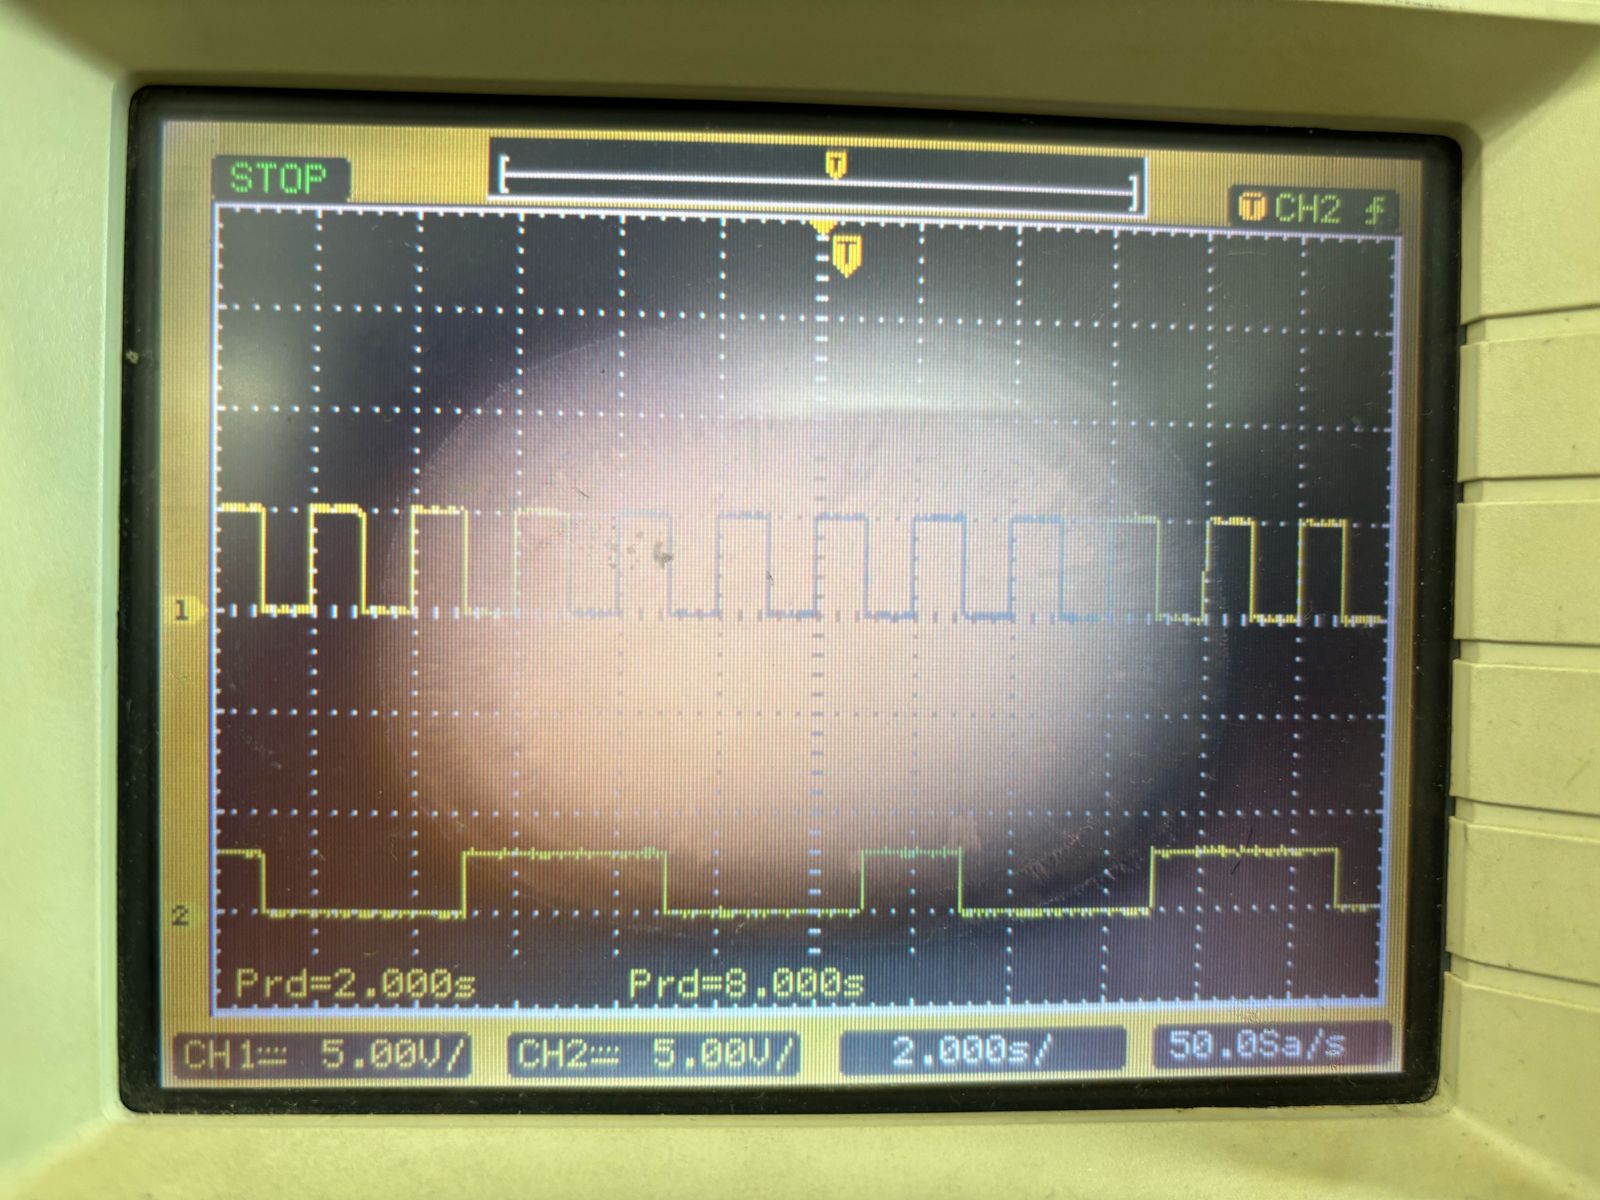 STOP
T
T CH2
T
1
2
Prd=2.000s Prd=8.000s
CH1 5.00V/ CH2 5.00V/ 2.000s/ 50.0Sa/s